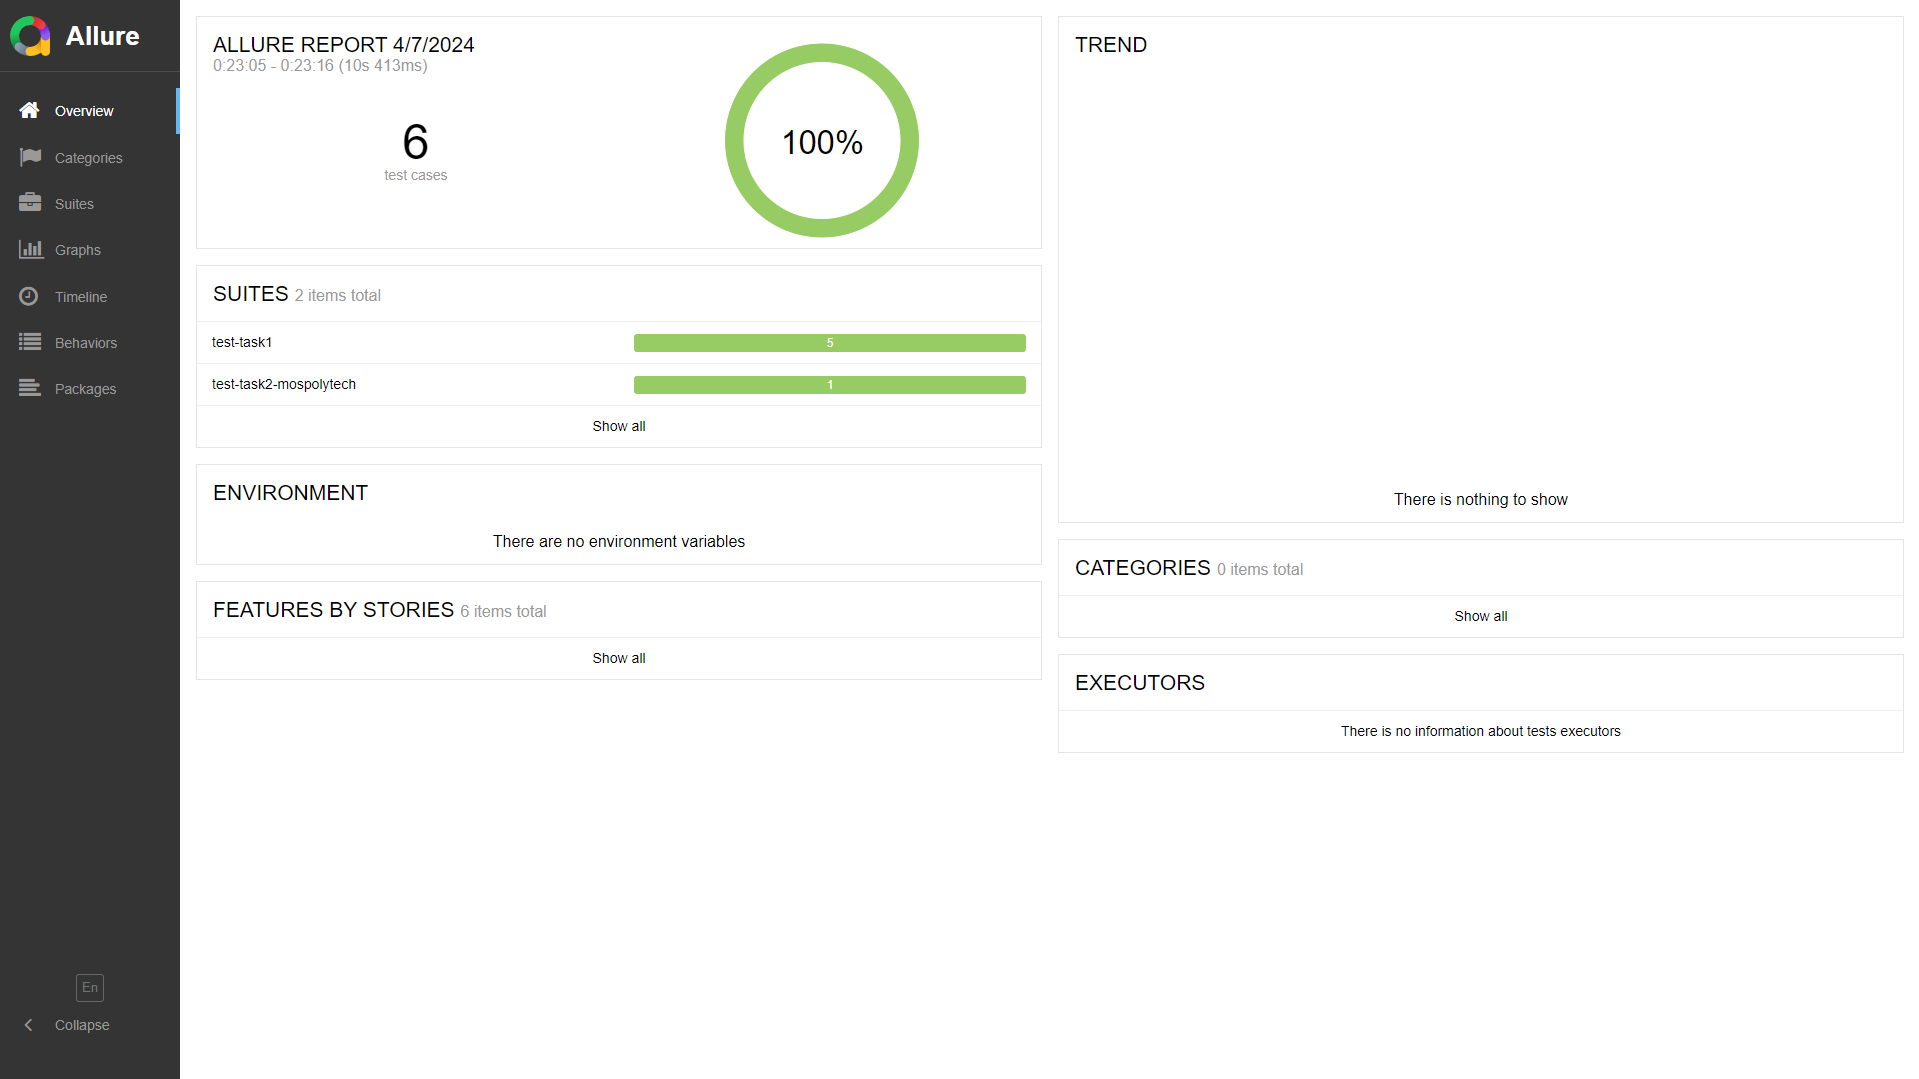 Allure
Overview
Categories
Suites
Graphs
Timeline
Behaviors
Packages
En
Collapse
ALLURE REPORT 4/7/2024
0:23:05 - 0:23:16 (10s 413ms)
6
test cases
100%
SUITES 2 items total
test-task1 5
test-task2-mospolytech 1
Show all
ENVIRONMENT
There are no environment variables
FEATURES BY STORIES 6 items total
Show all
TREND
There is nothing to show
CATEGORIES 0 items total
Show all
EXECUTORS
There is no information about tests executors